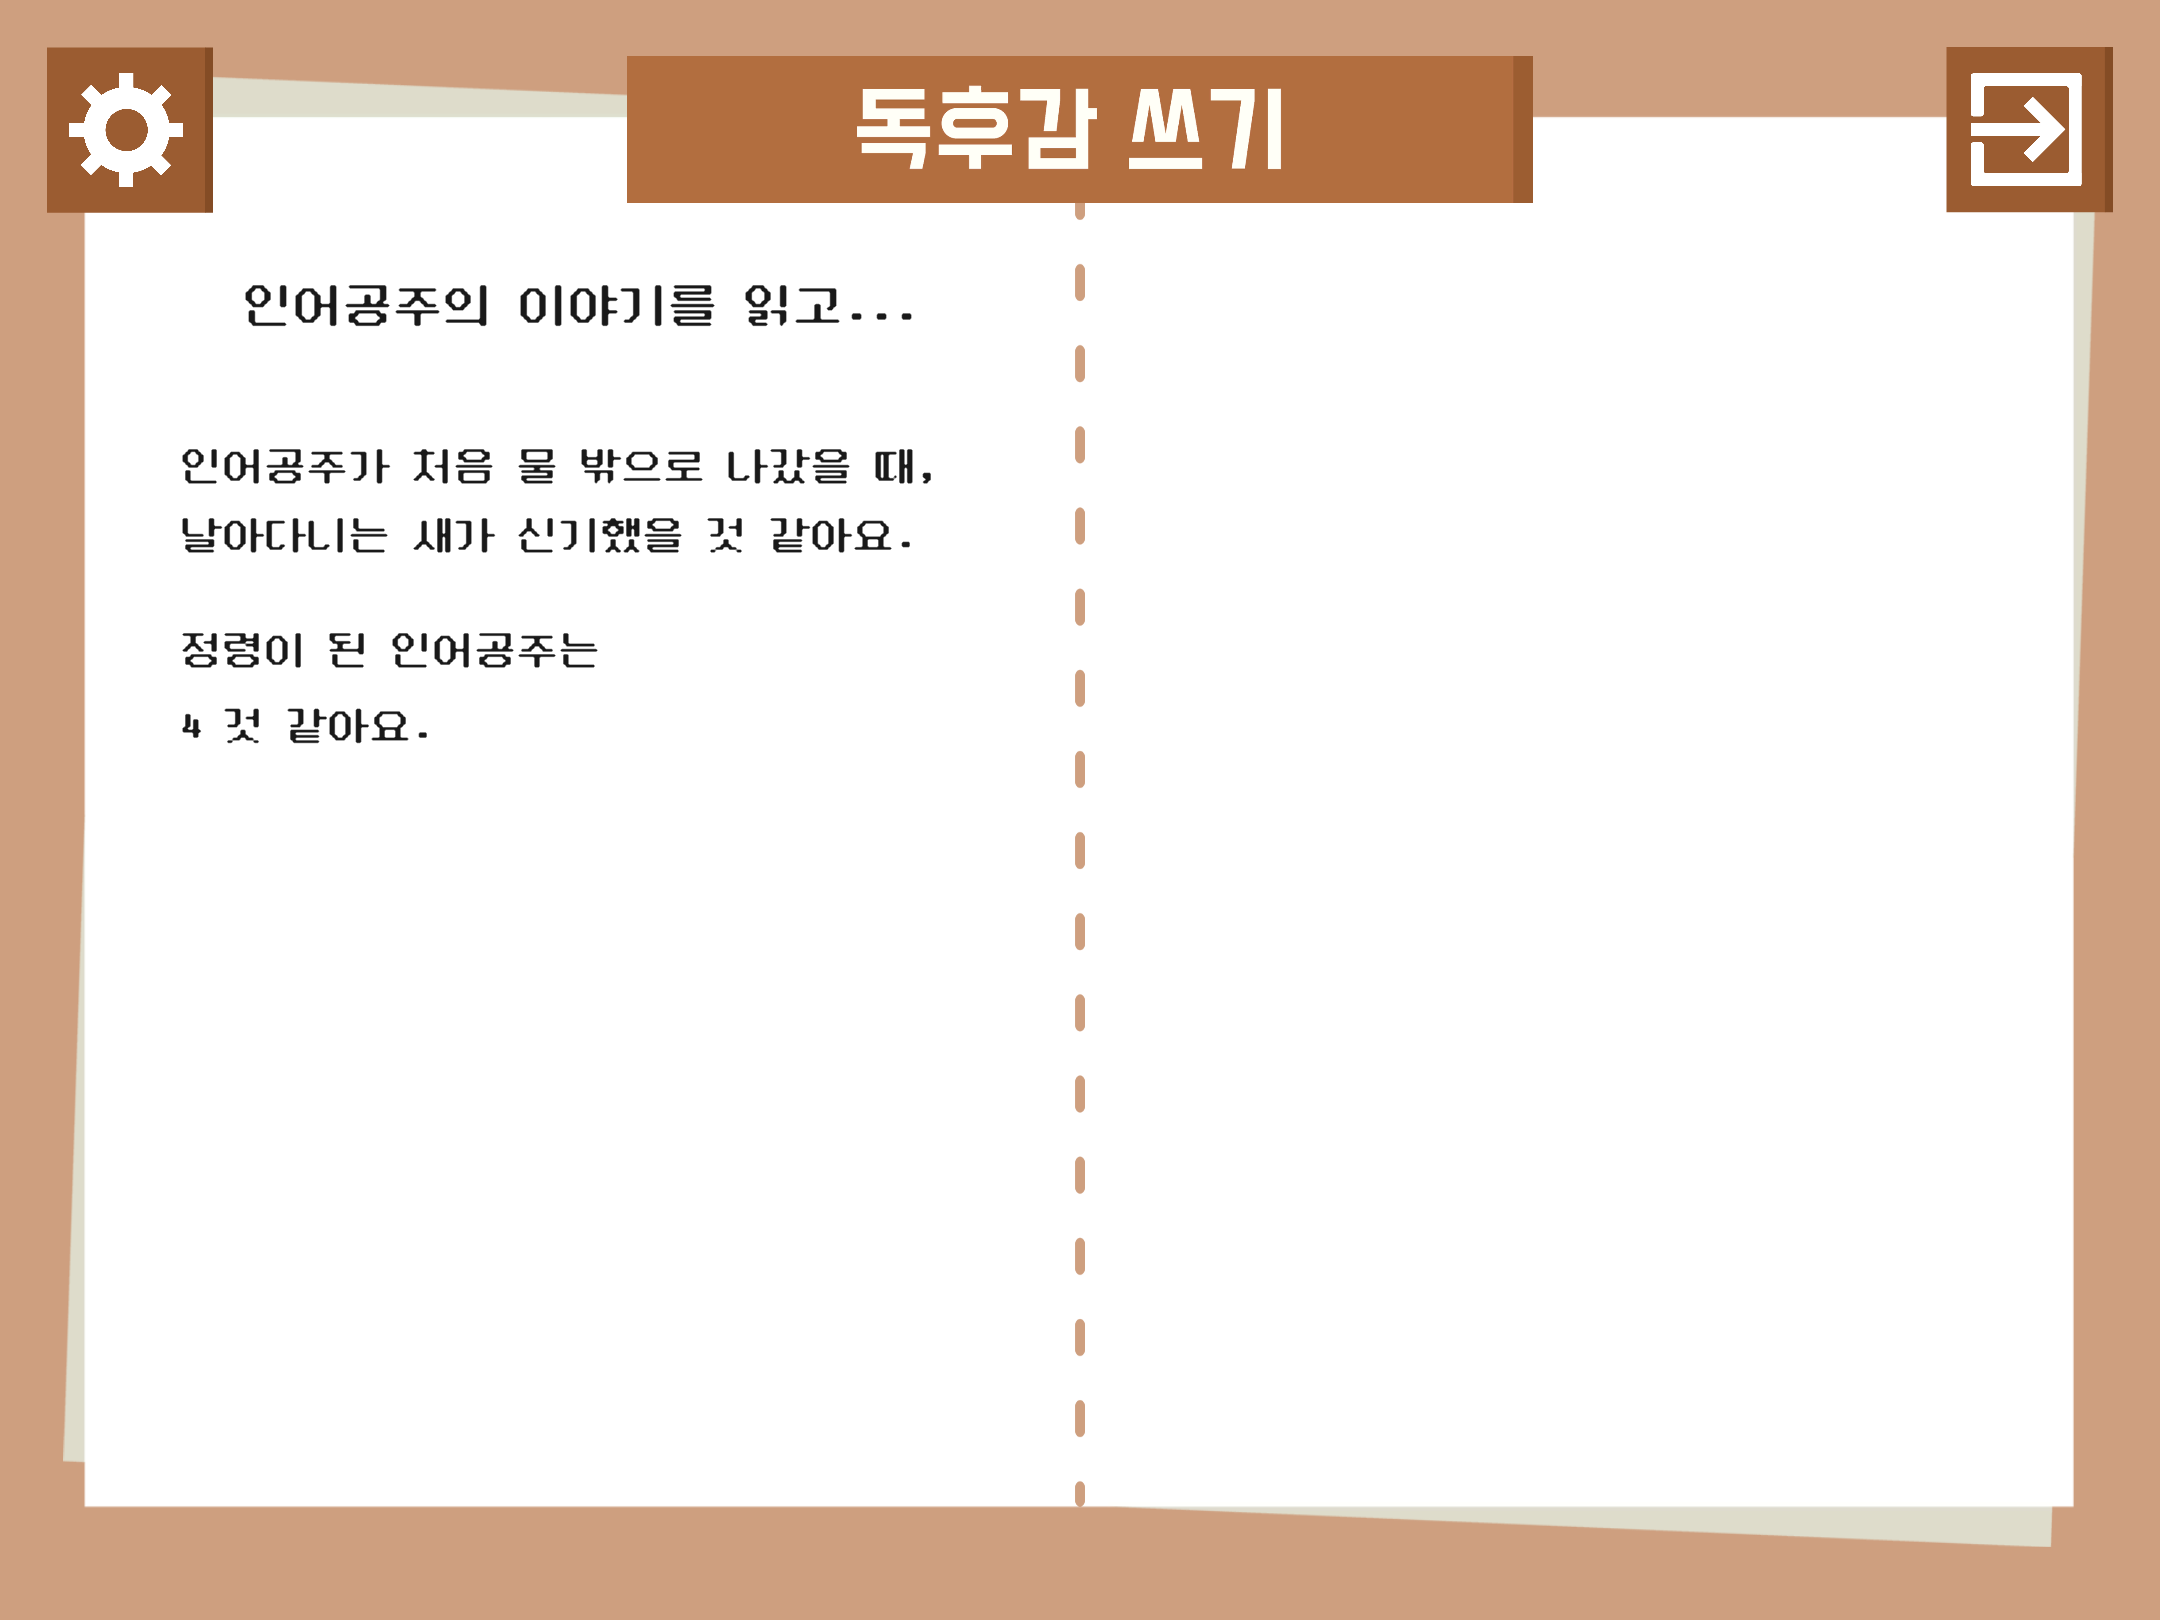 독후감 쓰기
인어공주의 이야기를 읽고...
인어공주가 처음 물 밖으로 나갔을 때,
날아다니는 새가 신기했을 것 같아요.
정령이 된 인어공주는
4 것 같아요.